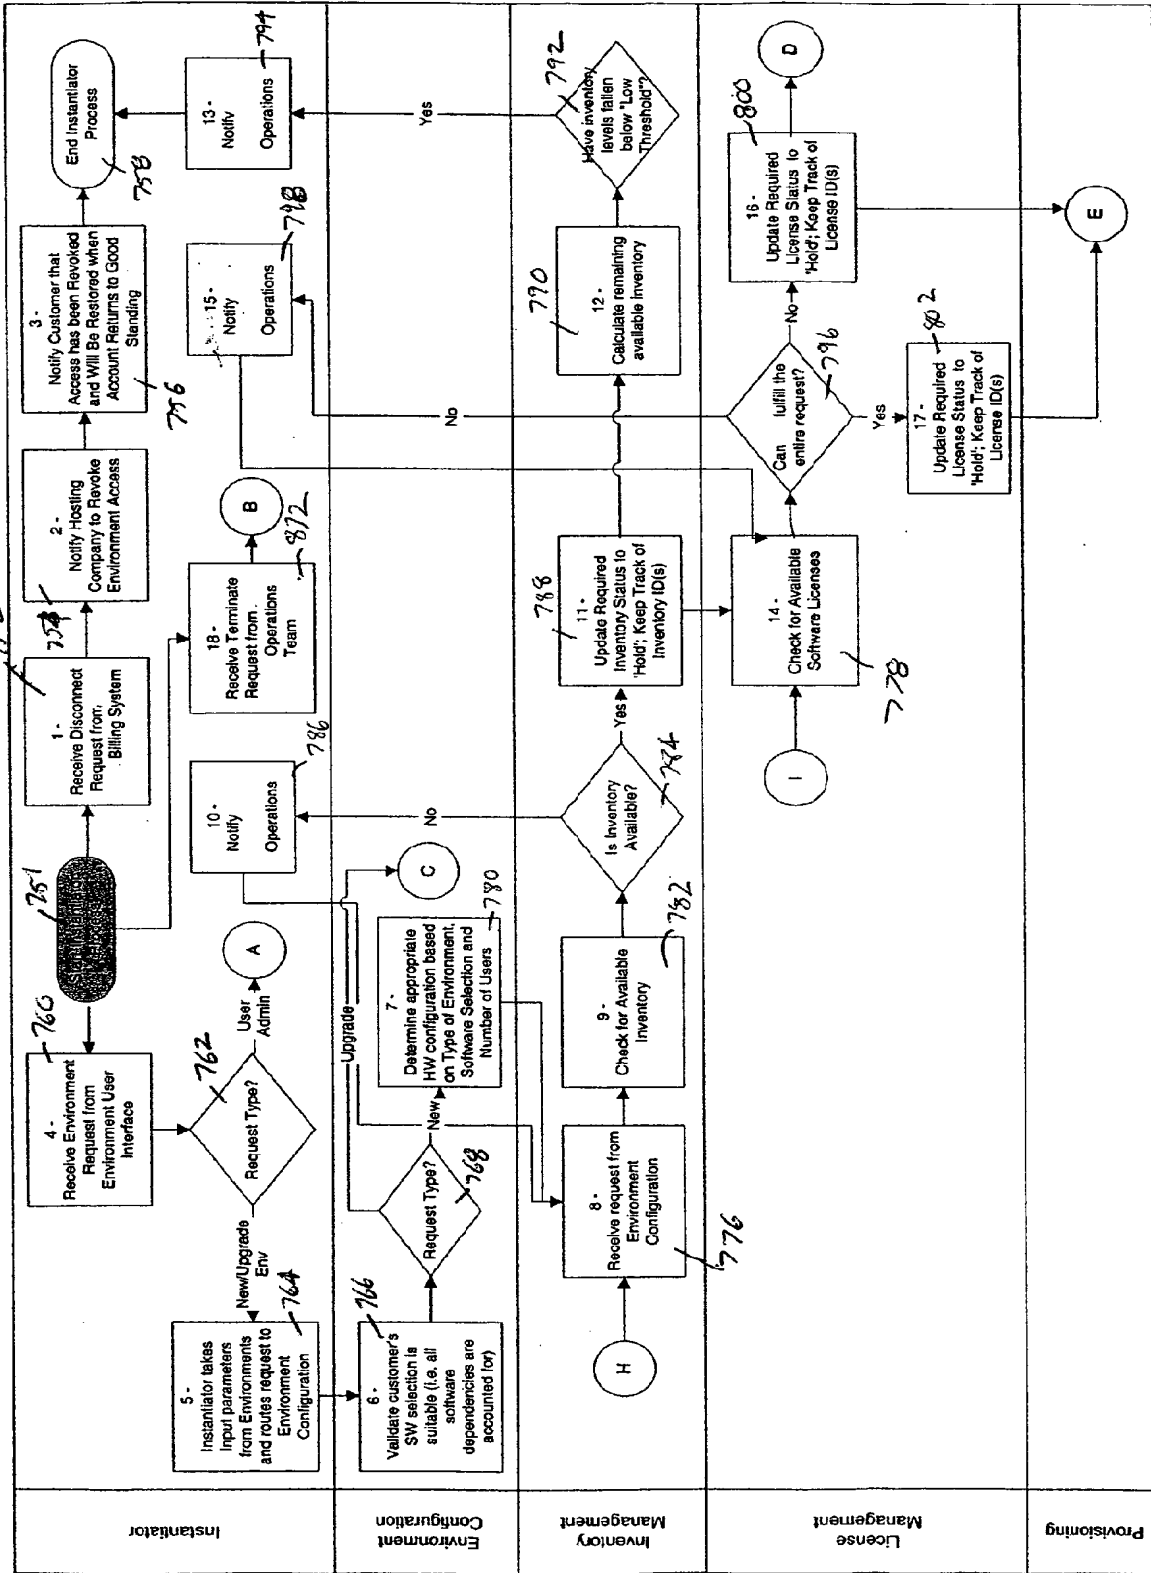 Instantiator
4 -
Receive Environment
Request from
Environment User
Interface
760
751
1 -
Receive Disconnect
Request from
Billing System
2 -
Notify Hosting
Company to Revoke
Environment Access
3 -
Notify Customer that
Access has been Revoked
and Will Be Restored when
Account Returns to Good
Standing
756
End Instantiator
Process
758
Request Type?
762
User
Admin
A
New/Upgrade
Env
5 -
Instantiator takes
Input parameters
from Environments
and routes request to
Environment
Configuration
764
10 -
Notify
Operations
786
18 -
Receive Terminate
Request from
Operations
Team
872
B
15 -
Notify
Operations
798
13 -
Notify
Operations
794
Environment
Configuration
6 -
Validate customer's
SW selection is
suitable (i.e. all
software
dependencies are
accounted for)
766
Request Type?
768
Upgrade
New
7 -
Determine appropriate
HW configuration based
on Type of Environment,
Software Selection and
Number of Users
780
C
No
No
Yes
Inventory
Management
H
8 -
Receive request from
Environment
Configuration
776
9 -
Check for Available
Inventory
782
Is Inventory
Available?
784
Yes
11 -
Update Required
Inventory Status to
'Hold'; Keep Track of
Inventory ID(s)
788
12 -
Calculate remaining
available inventory
790
Have inventory
levels fallen
below "Low
Threshold"?
792
License
Management
I
14 -
Check for Available
Software Licenses
778
Can fulfill the
entire request?
796
No
16 -
Update Required
License Status to
'Hold'; Keep Track of
License ID(s)
800
D
Yes
17 -
Update Required
License Status to
'Hold'; Keep Track of
License ID(s)
802
Provisioning
E